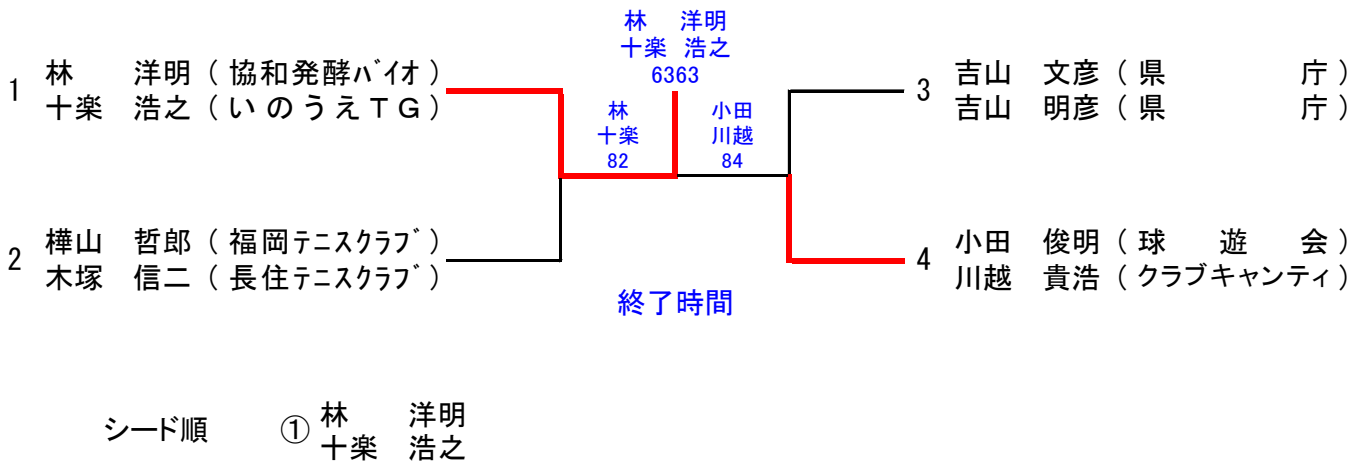 林 洋明
十楽 浩之
6363
1 林 洋明 ( 協和発酵バイオ )
十楽 浩之 ( いのうえTG )
林
十楽
82
小田
川越
84
3 吉山 文彦 ( 県 庁 )
吉山 明彦 ( 県 庁 )
2 樺山 哲郎 ( 福岡テニスクラブ )
木塚 信二 ( 長住テニスクラブ )
4 小田 俊明 ( 球 遊 会 )
川越 貴浩 ( クラブキャンティ )
終了時間
シード順 ① 林 洋明
十楽 浩之